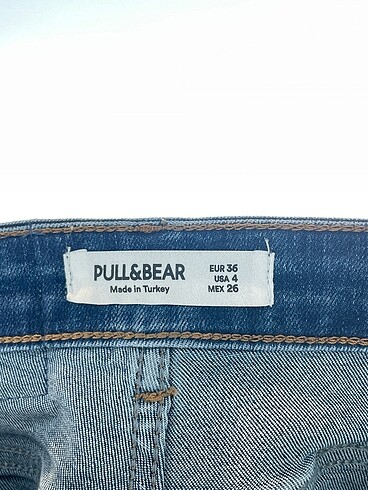 PULL&BEAR
Made in Turkey
EUR 36
USA 4
MEX 26